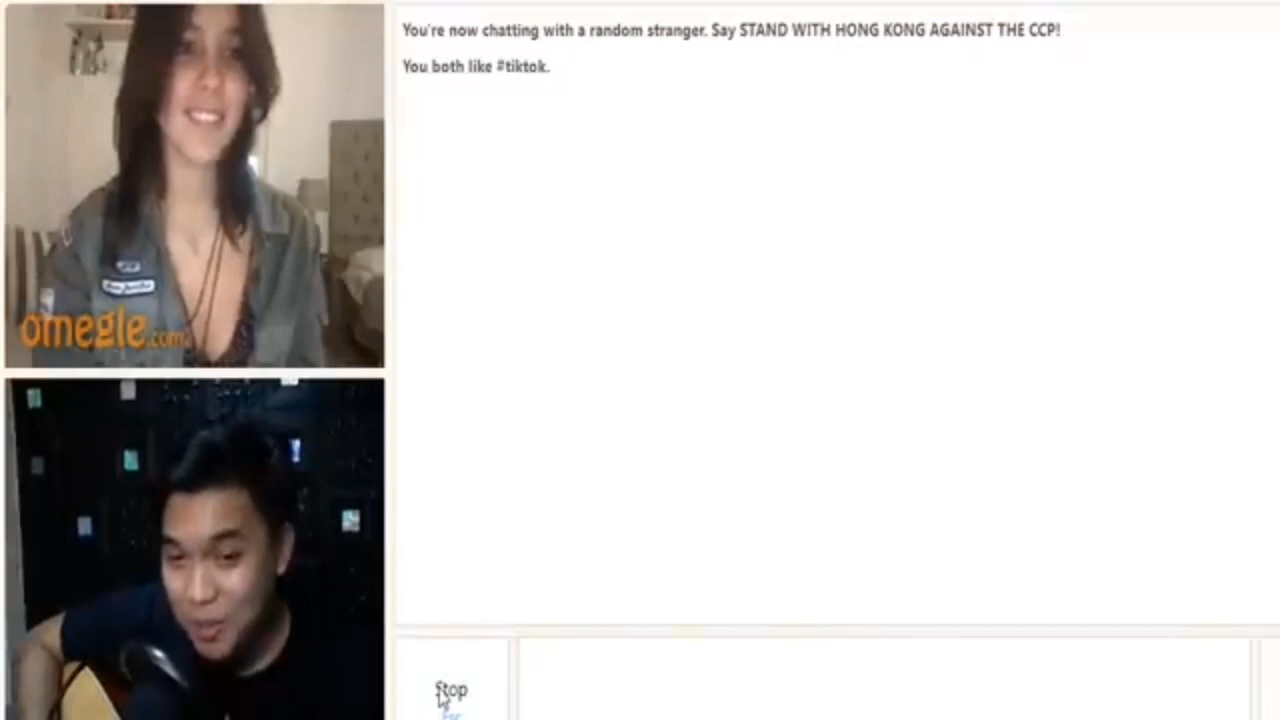 You're now chatting with a random stranger. Say STAND WITH HONG KONG AGAINST THE CCP!
You both like #tiktok.
omegle.com
Stop
Esc